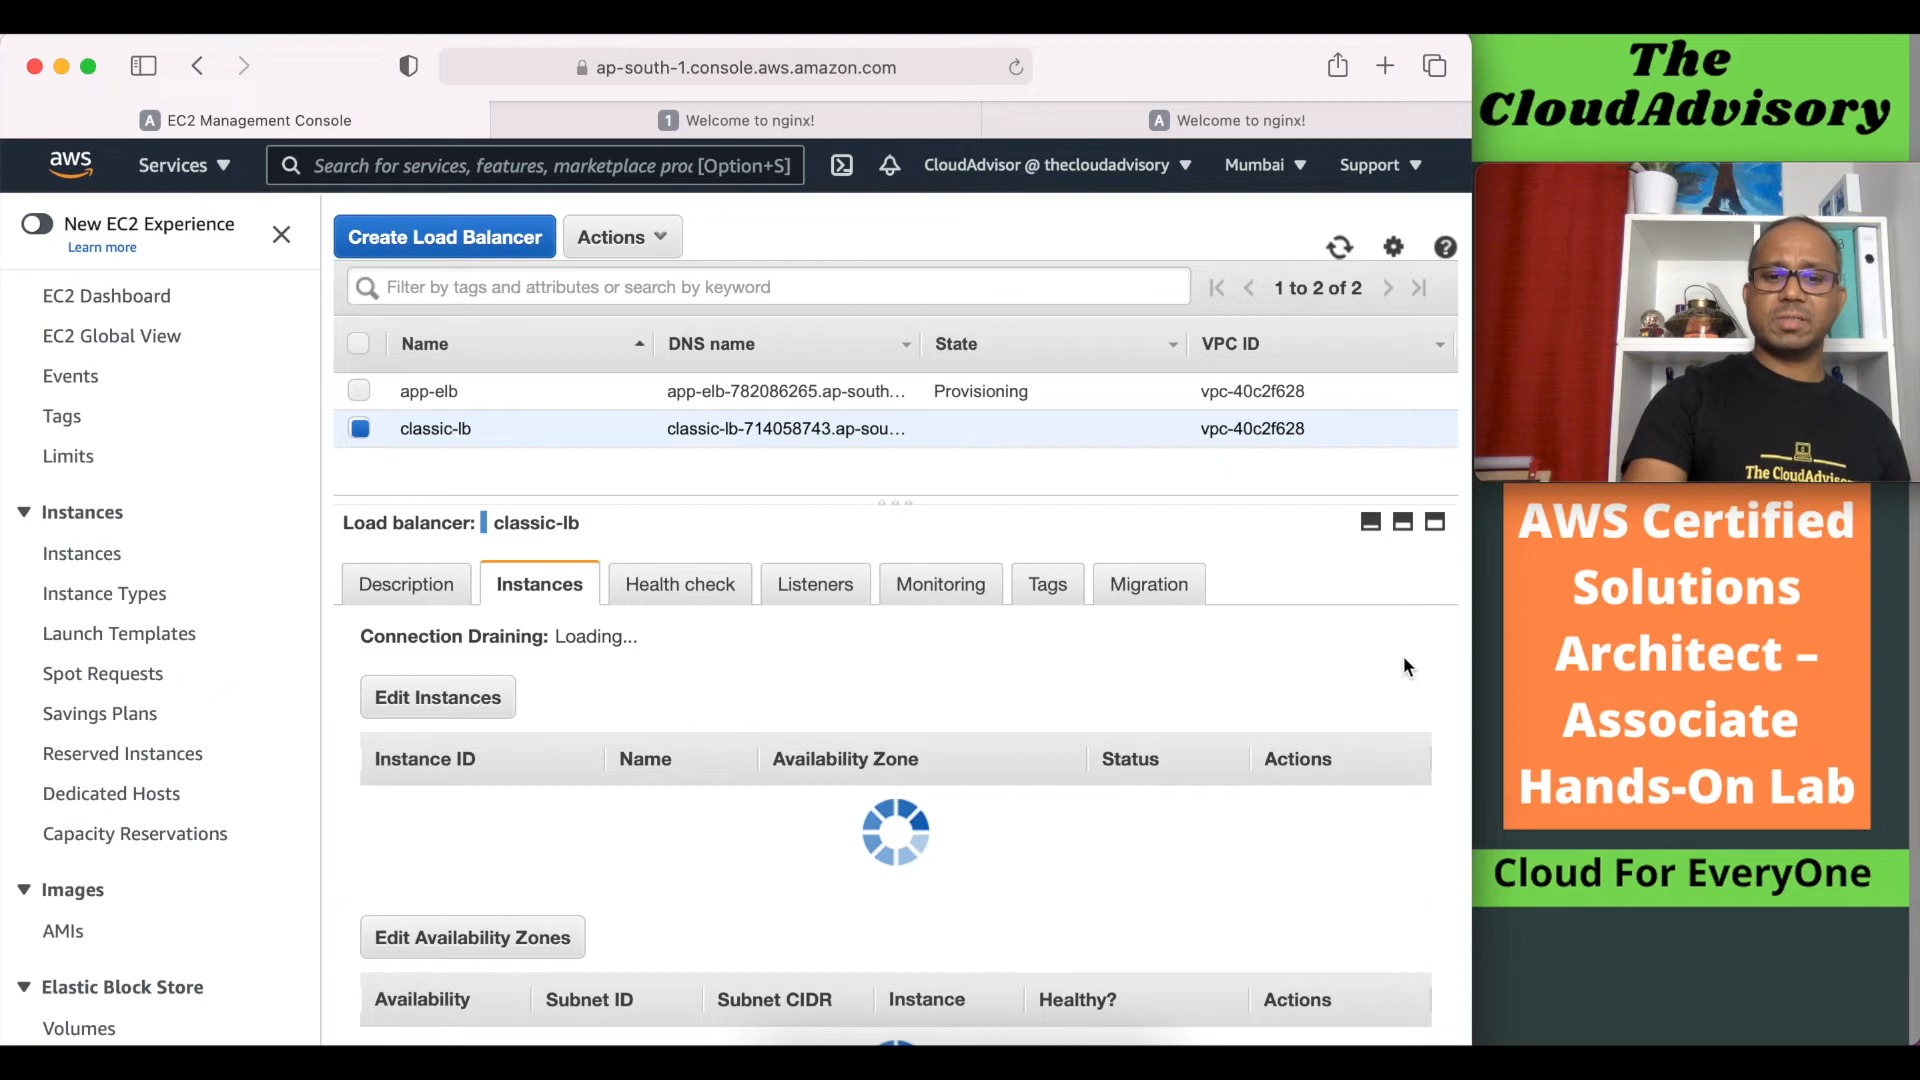 The
CloudAdvisory
ap-south-1.console.aws.amazon.com
A EC2 Management Console
1 Welcome to nginx!
A Welcome to nginx!
aws
Services ▼
Search for services, features, marketplace proc [Option+S]
CloudAdvisor @ thecloudadvisory ▼
Mumbai ▼
Support ▼
New EC2 Experience
Learn more
EC2 Dashboard
EC2 Global View
Events
Tags
Limits
Instances
Instances
Instance Types
Launch Templates
Spot Requests
Savings Plans
Reserved Instances
Dedicated Hosts
Capacity Reservations
Images
AMIs
Elastic Block Store
Volumes
Create Load Balancer
Actions
Filter by tags and attributes or search by keyword
1 to 2 of 2
Name DNS name State VPC ID
app-elb app-elb-782086265.ap-south... Provisioning vpc-40c2f628
classic-lb classic-lb-714058743.ap-sou... vpc-40c2f628
Load balancer: classic-lb
Description Instances Health check Listeners Monitoring Tags Migration
Connection Draining: Loading...
Edit Instances
Instance ID Name Availability Zone Status Actions
Edit Availability Zones
Availability Subnet ID Subnet CIDR Instance Healthy? Actions
The CloudAdviso
AWS Certified
Solutions
Architect –
Associate
Hands-On Lab
Cloud For EveryOne